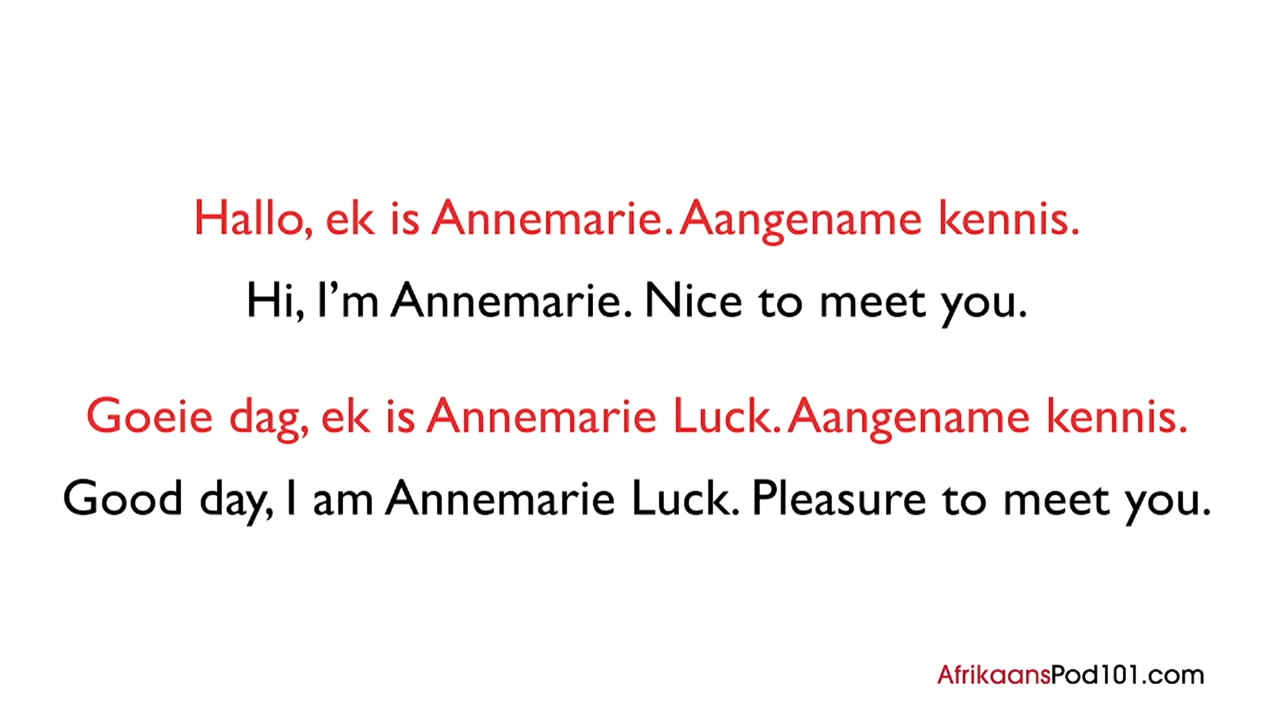 Hallo, ek is Annemarie. Aangename kennis.
Hi, I’m Annemarie. Nice to meet you.
Goeie dag, ek is Annemarie Luck. Aangename kennis.
Good day, I am Annemarie Luck. Pleasure to meet you.
AfrikaansPod101.com